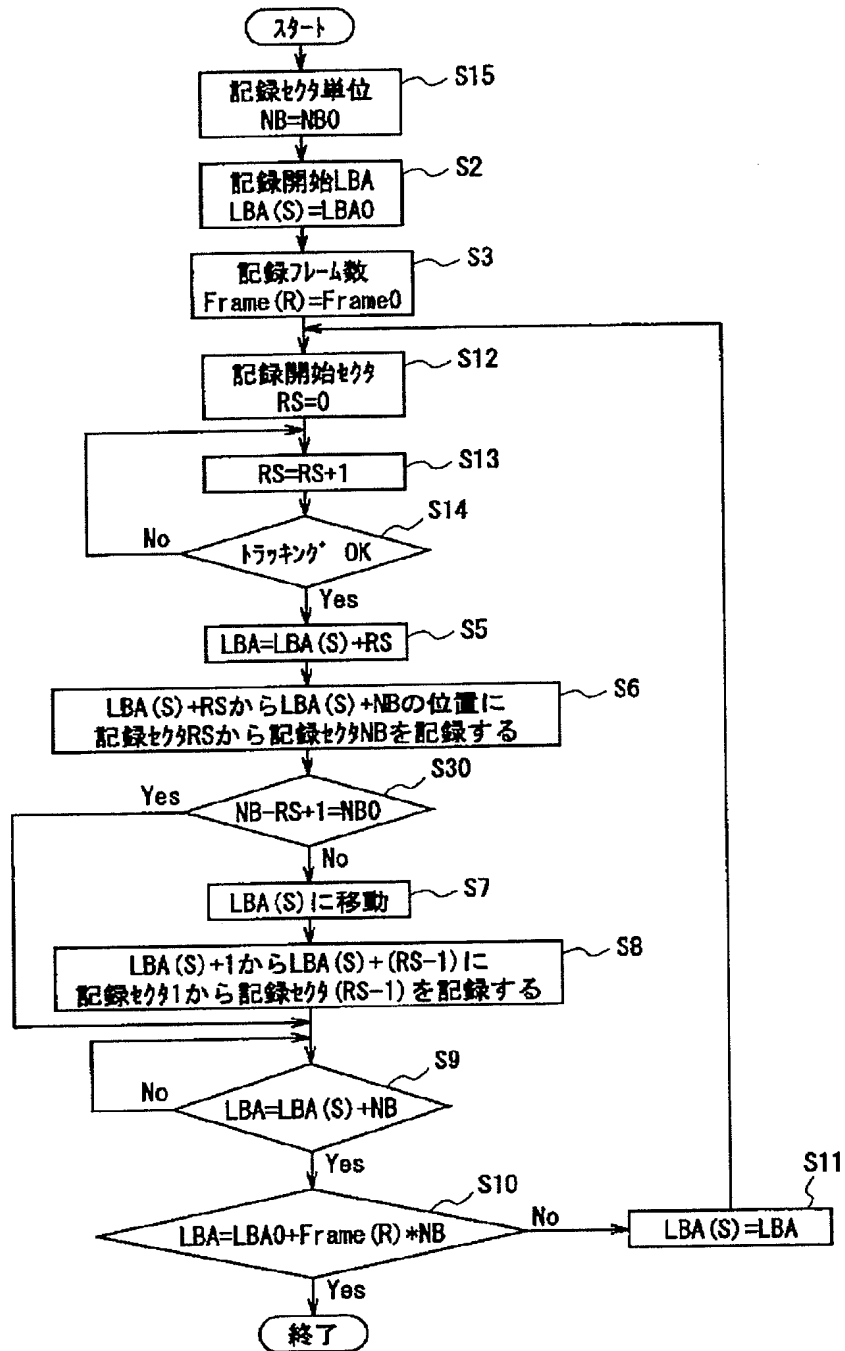 スタート
記録セクタ単位
NB=NB0
S15
記録開始LBA
LBA(S)=LBA0
S2
記録フレーム数
Frame(R)=Frame0
S3
記録開始セクタ
RS=0
S12
RS=RS+1
S13
トラッキング OK
S14
No
Yes
LBA=LBA(S)+RS
S5
LBA(S)+RSからLBA(S)+NBの位置に
記録セクタRSから記録セクタNBを記録する
S6
NB-RS+1=NB0
S30
Yes
No
LBA(S)に移動
S7
LBA(S)+1からLBA(S)+(RS-1)に
記録セクタ1から記録セクタ(RS-1)を記録する
S8
LBA=LBA(S)+NB
S9
No
Yes
LBA=LBA0+Frame(R)*NB
S10
No
LBA(S)=LBA
S11
Yes
終了